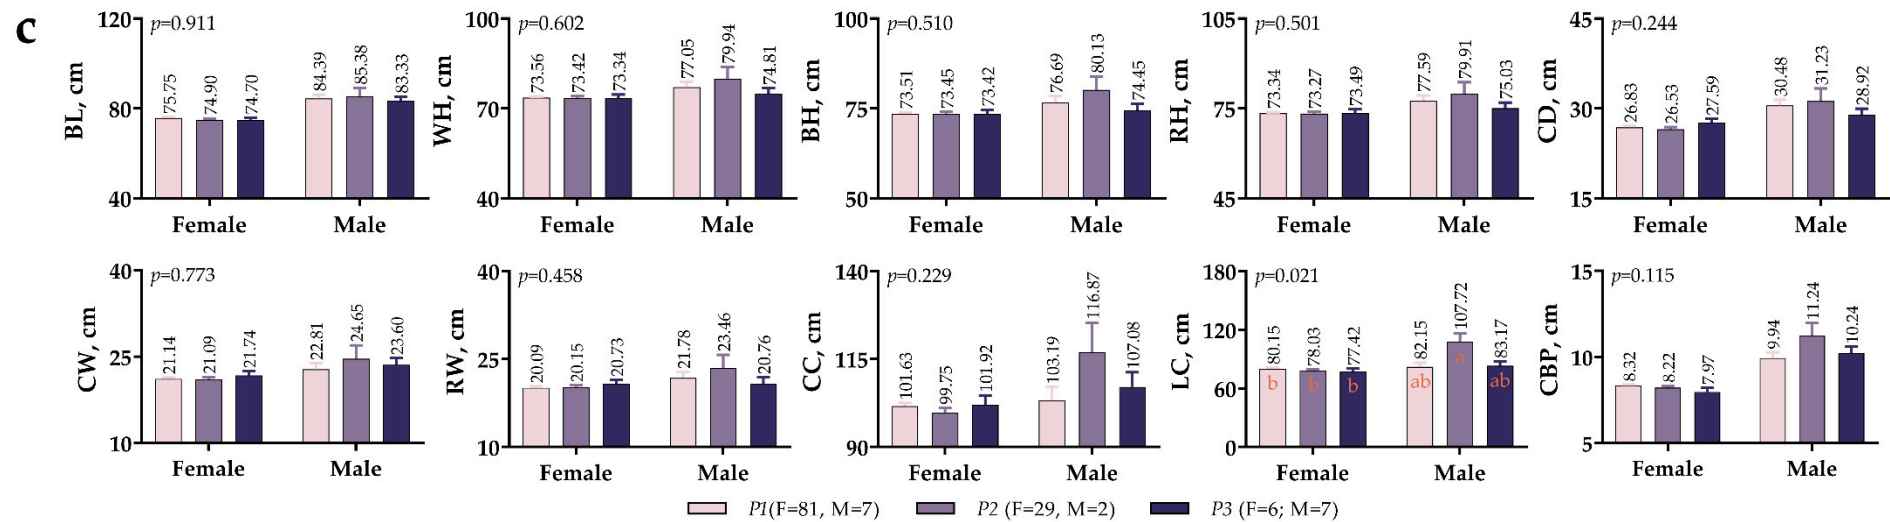 c
BL, cm
120
80
40
p=0.911
75.75
74.90
74.70
84.39
85.38
83.33
Female
Male
WH, cm
100
70
40
p=0.602
73.56
73.42
73.34
77.05
79.94
74.81
Female
Male
BH, cm
100
75
50
p=0.510
73.51
73.45
73.42
76.69
80.13
74.45
Female
Male
RH, cm
105
75
45
p=0.501
73.34
73.27
73.49
77.59
79.91
75.03
Female
Male
CD, cm
45
30
15
p=0.244
26.83
26.53
27.59
30.48
31.23
28.92
Female
Male
CW, cm
40
25
10
p=0.773
21.14
21.09
21.74
22.81
24.65
23.60
Female
Male
RW, cm
40
25
10
p=0.458
20.09
20.15
20.73
21.78
23.46
20.76
Female
Male
CC, cm
140
115
90
p=0.229
101.63
99.75
101.92
103.19
116.87
107.08
Female
Male
LC, cm
180
120
60
0
p=0.021
80.15
78.03
77.42
82.15
107.72
83.17
b
b
b
ab
a
ab
Female
Male
CBP, cm
15
10
5
p=0.115
8.32
8.22
7.97
9.94
11.24
10.24
Female
Male
P1(F=81, M=7)
P2 (F=29, M=2)
P3 (F=6; M=7)